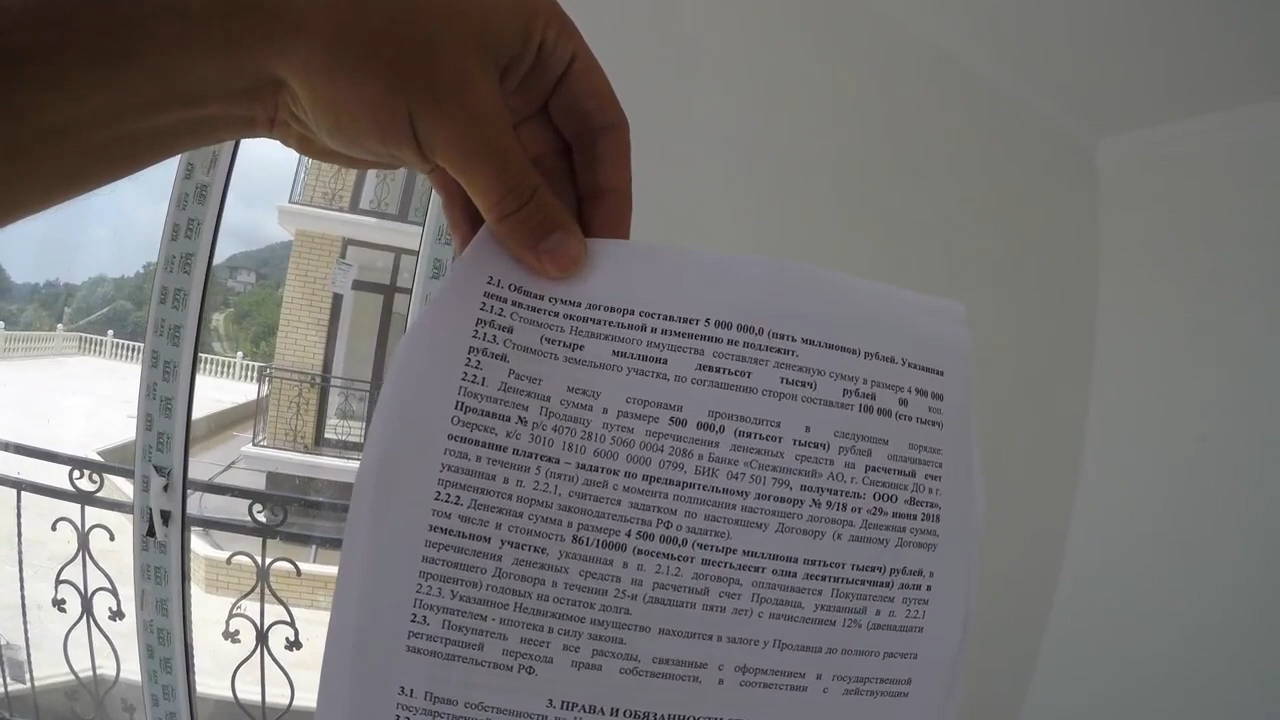 2.1. Общая сумма договора составляет 5 000 000,0 (пять миллионов) рублей. Указанная
цена является окончательной и изменению не подлежит.
2.1.2. Стоимость Недвижимого имущества составляет денежную сумму в размере 4 900 000
рублей (четыре миллиона девятьсот тысяч) рублей 00 коп.
2.1.3. Стоимость земельного участка, по соглашению сторон составляет 100 000 (сто тысяч)
рублей.
2.2. Расчет между сторонами производится в следующем порядке:
2.2.1. Денежная сумма в размере 500 000,0 (пятьсот тысяч) рублей оплачивается
Покупателем Продавцу путем перечисления денежных средств на расчетный счет
Продавца № р/с 4070 2810 5060 0004 2086 в Банке «Снежинский» АО, г. Снежинск ДО в г.
Озерске, к/с 3010 1810 6000 0000 0799, БИК 047 501 799, получатель: ООО «Веста»,
основание платежа – задаток по предварительному договору № 9/18 от «29» июня 2018
года, в течении 5 (пяти) дней с момента подписания настоящего договора. Денежная сумма,
указанная в п. 2.2.1, считается задатком по настоящему Договору (к данному Договору
применяются нормы законодательства РФ о задатке).
2.2.2. Денежная сумма в размере 4 500 000,0 (четыре миллиона пятьсот тысяч) рублей, в
том числе и стоимость 861/10000 (восемьсот шестьдесят одна десятитысячная) доли в
земельном участке, указанная в п. 2.1.2. договора, оплачивается Покупателем путем
перечисления денежных средств на расчетный счет Продавца, указанный в п. 2.2.1
настоящего Договора в течении 25-и (двадцати пяти лет) с начислением 12% (двенадцати
процентов) годовых на остаток долга.
2.2.3. Указанное Недвижимое имущество находится в залоге у Продавца до полного расчета
Покупателем - ипотека в силу закона.
2.3. Покупатель несет все расходы, связанные с оформлением и государственной
регистрацией перехода права собственности, в соответствии с действующим
законодательством РФ.
3. ПРАВА И ОБЯЗАННОСТИ
3.1. Право собственности на